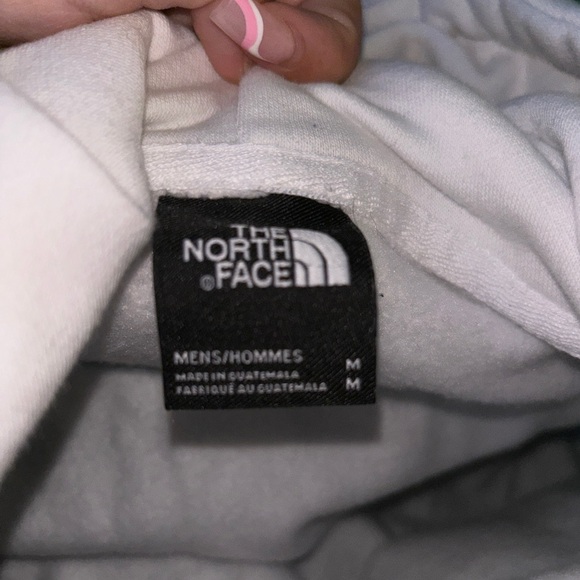 THE
NORTH
®FACE
MENS/HOMMES M
MADE IN GUATEMALA
FABRIQUÉ AU GUATEMALA M